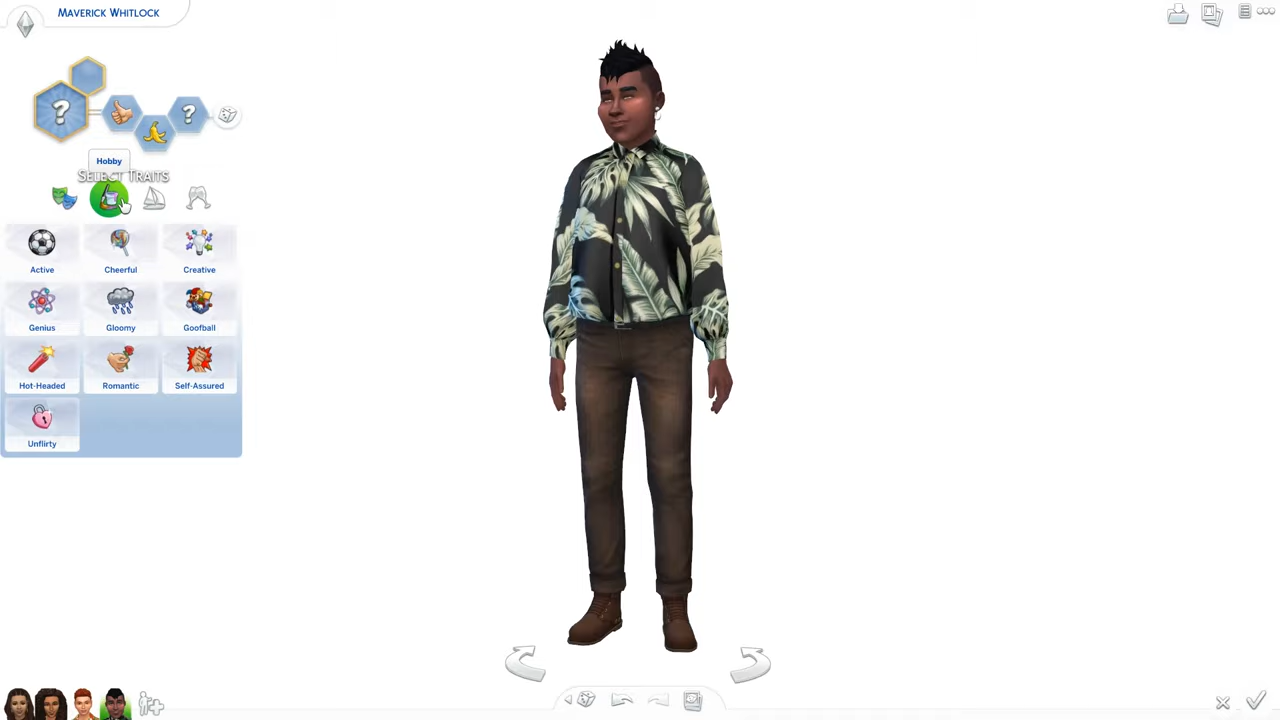 Maverick Whitlock
?
?
Hobby
Select Traits
Active
Cheerful
Creative
Genius
Gloomy
Goofball
Hot-Headed
Romantic
Self-Assured
Unflirty